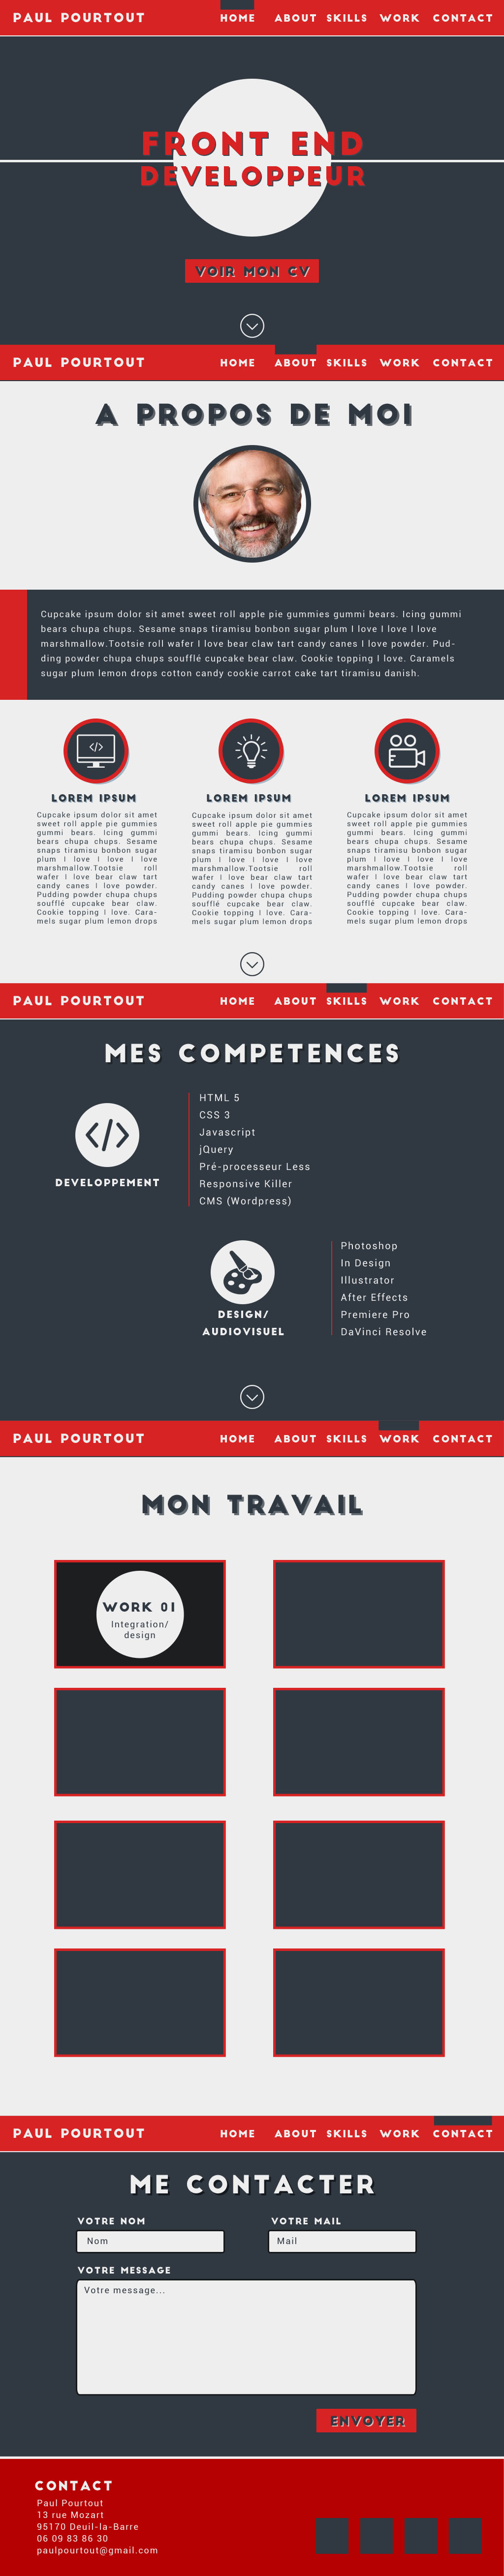 PAUL POURTOUT HOME ABOUT SKILLS WORK CONTACT
FRONT END
DEVELOPPEUR
VOIR MON CV
PAUL POURTOUT HOME ABOUT SKILLS WORK CONTACT
A PROPOS DE MOI
Cupcake ipsum dolor sit amet sweet roll apple pie gummies gummi bears. Icing gummi
bears chupa chups. Sesame snaps tiramisu bonbon sugar plum I love I love I love
marshmallow.Tootsie roll wafer I love bear claw tart candy canes I love powder. Pud-
ding powder chupa chups soufflé cupcake bear claw. Cookie topping I love. Caramels
sugar plum lemon drops cotton candy cookie carrot cake tart tiramisu danish.
LOREM IPSUM
Cupcake ipsum dolor sit amet
sweet roll apple pie gummies
gummi bears. Icing gummi
bears chupa chups. Sesame
snaps tiramisu bonbon sugar
plum I love I love I love
marshmallow.Tootsie roll
wafer I love bear claw tart
candy canes I love powder.
Pudding powder chupa chups
soufflé cupcake bear claw.
Cookie topping I love. Cara-
mels sugar plum lemon drops
LOREM IPSUM
Cupcake ipsum dolor sit amet
sweet roll apple pie gummies
gummi bears. Icing gummi
bears chupa chups. Sesame
snaps tiramisu bonbon sugar
plum I love I love I love
marshmallow.Tootsie roll
wafer I love bear claw tart
candy canes I love powder.
Pudding powder chupa chups
soufflé cupcake bear claw.
Cookie topping I love. Cara-
mels sugar plum lemon drops
LOREM IPSUM
Cupcake ipsum dolor sit amet
sweet roll apple pie gummies
gummi bears. Icing gummi
bears chupa chups. Sesame
snaps tiramisu bonbon sugar
plum I love I love I love
marshmallow.Tootsie roll
wafer I love bear claw tart
candy canes I love powder.
Pudding powder chupa chups
soufflé cupcake bear claw.
Cookie topping I love. Cara-
mels sugar plum lemon drops
PAUL POURTOUT HOME ABOUT SKILLS WORK CONTACT
MES COMPETENCES
</>
DEVELOPPEMENT
HTML 5
CSS 3
Javascript
jQuery
Pré-processeur Less
Responsive Killer
CMS (Wordpress)
DESIGN/
AUDIOVISUEL
Photoshop
In Design
Illustrator
After Effects
Premiere Pro
DaVinci Resolve
PAUL POURTOUT HOME ABOUT SKILLS WORK CONTACT
MON TRAVAIL
WORK 01
Integration/
design
PAUL POURTOUT HOME ABOUT SKILLS WORK CONTACT
ME CONTACTER
VOTRE NOM VOTRE MAIL
Nom Mail
VOTRE MESSAGE
Votre message...
ENVOYER
CONTACT
Paul Pourtout
13 rue Mozart
95170 Deuil-la-Barre
06 09 83 86 30
paulpourtout@gmail.com